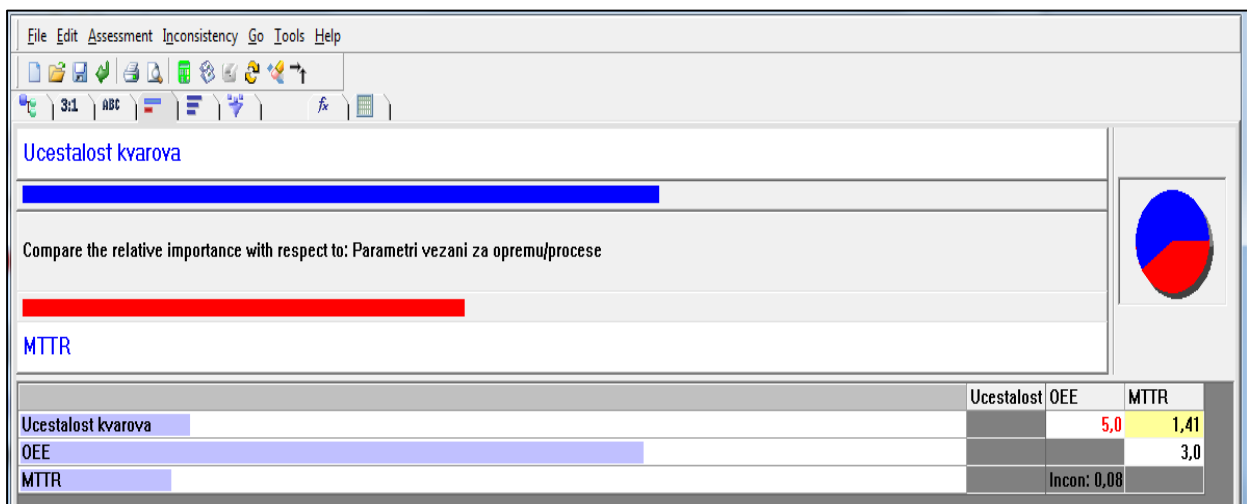 File Edit Assessment Inconsistency Go Tools Help
3:1 ABC fx
Ucestalost kvarova
Compare the relative importance with respect to: Parametri vezani za opremu/procese
MTTR
Ucestalost OEE MTTR
Ucestalost kvarova 5,0 1,41
OEE 3,0
MTTR Incon: 0,08